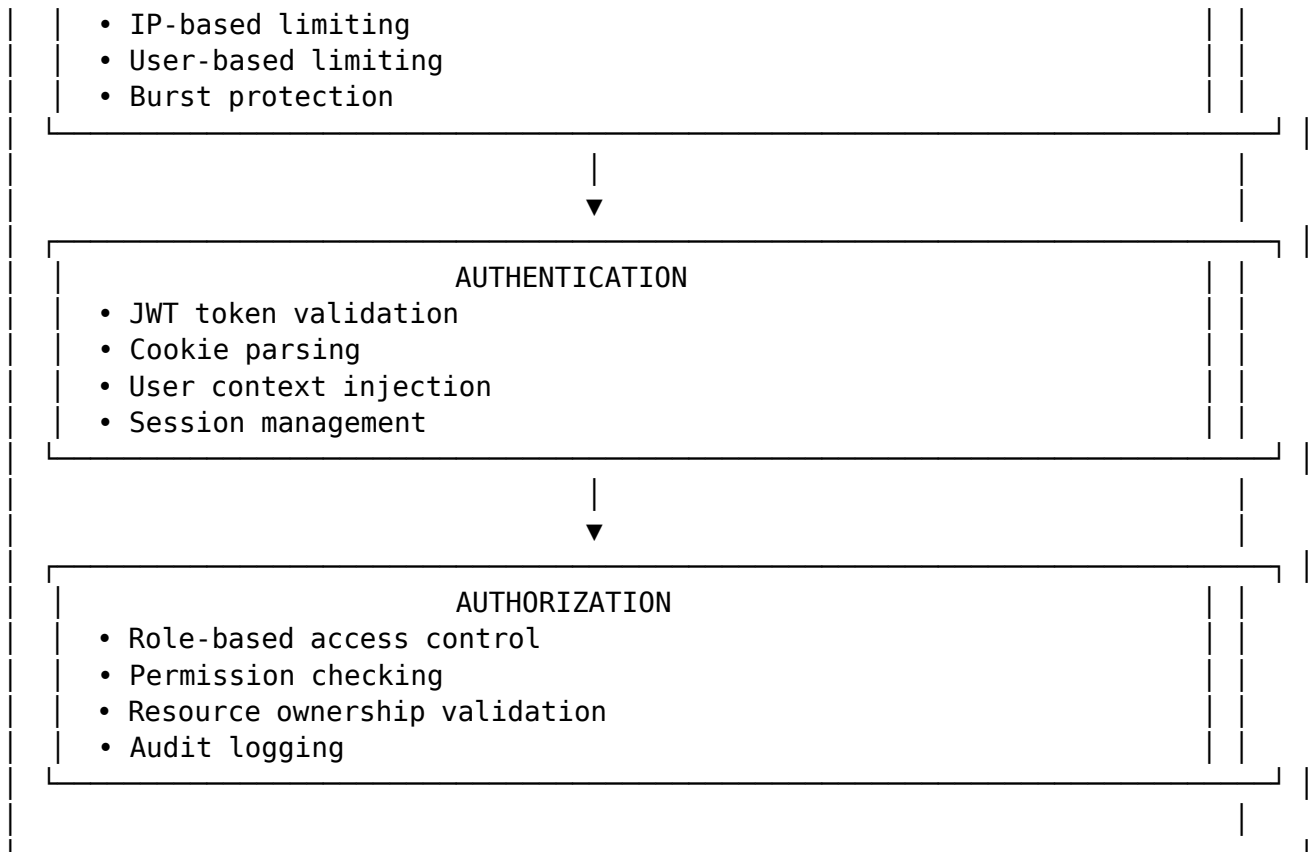 • IP-based limiting
• User-based limiting
• Burst protection
AUTHENTICATION
• JWT token validation
• Cookie parsing
• User context injection
• Session management
AUTHORIZATION
• Role-based access control
• Permission checking
• Resource ownership validation
• Audit logging